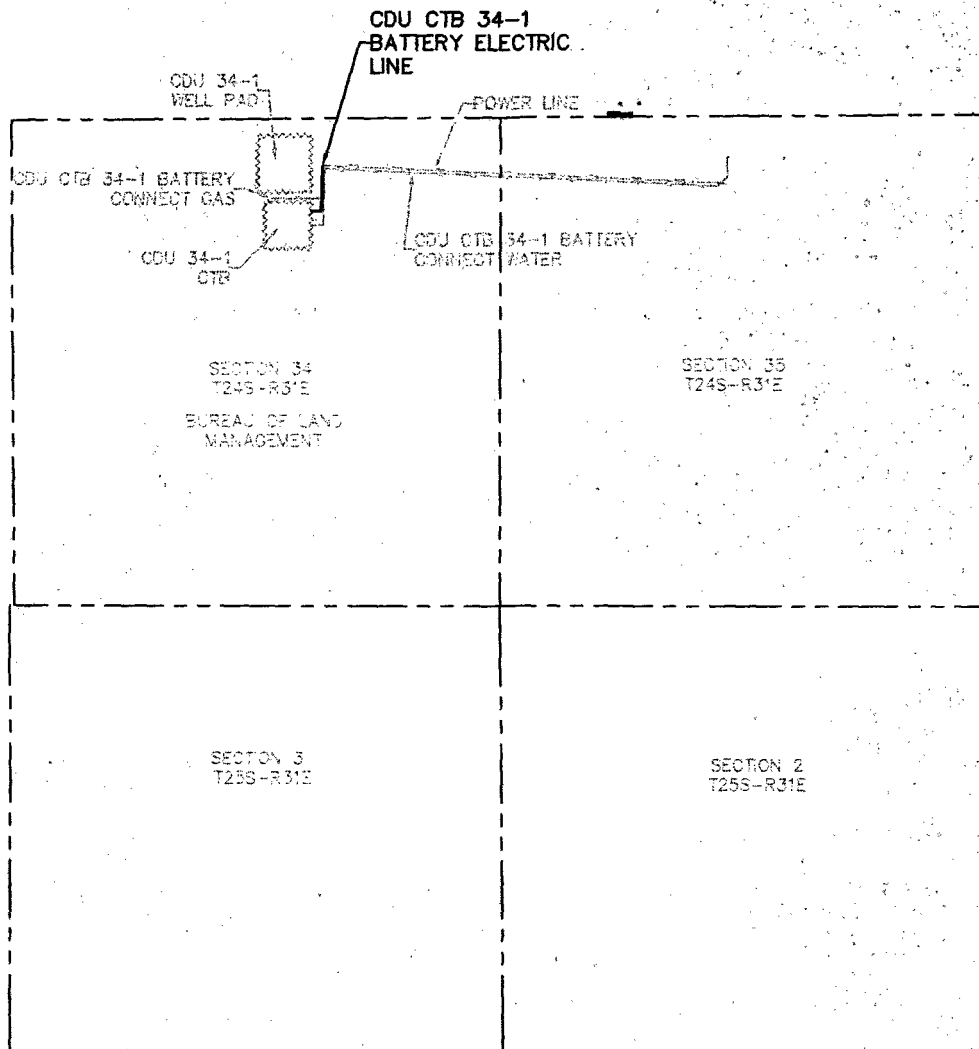 CDU CTB 34-1
BATTERY ELECTRIC
LINE
CDU 34-1
WELL PAD
POWER LINE
CDU CTB 34-1 BATTERY
CONNECT GAS
CDU CTB 34-1 BATTERY
CONNECT WATER
CDU 34-1
CTB
SECTION 34
T24S-R31E
BUREAU OF LAND
MANAGEMENT
SECTION 35
T24S-R31E
SECTION 3
T25S-R31E
SECTION 2
T25S-R31E